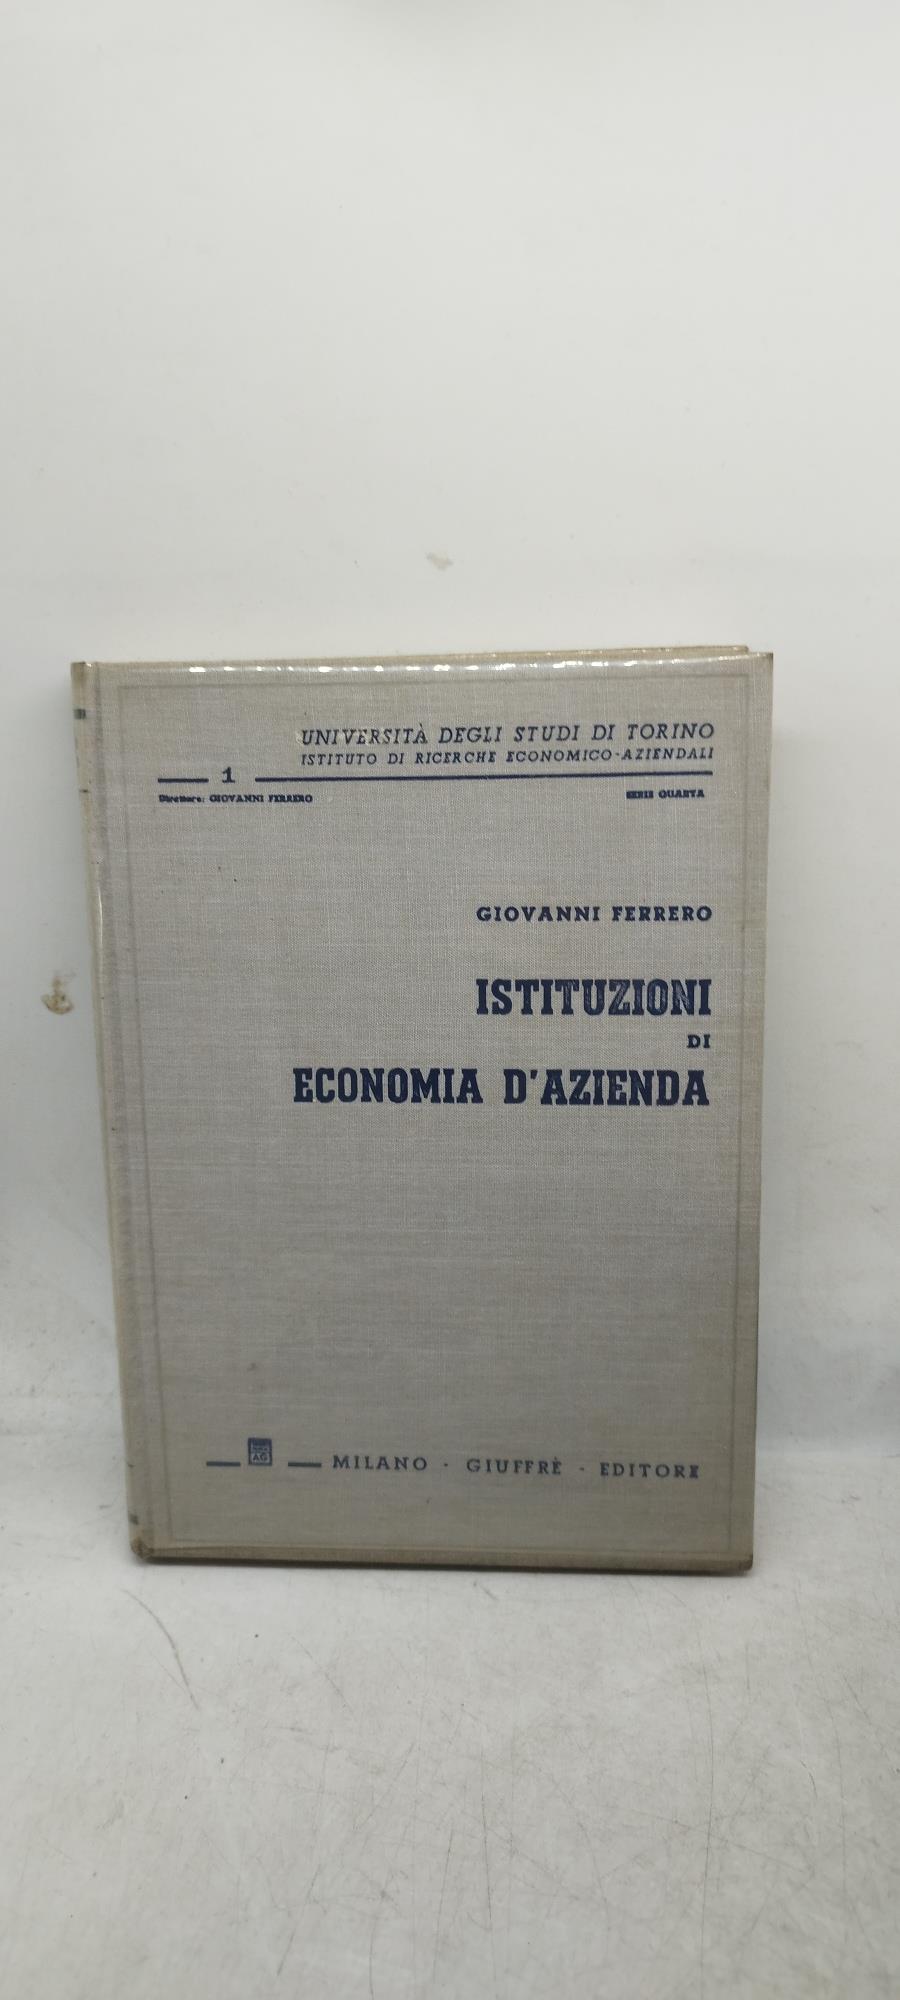 UNIVERSITÀ DEGLI STUDI DI TORINO
ISTITUTO DI RICERCHE ECONOMICO-AZIENDALI
1
Direttore: GIOVANNI FERRERO SERIE QUARTA
GIOVANNI FERRERO
ISTITUZIONI
DI
ECONOMIA D'AZIENDA
AG
MILANO - GIUFFRÈ - EDITORE